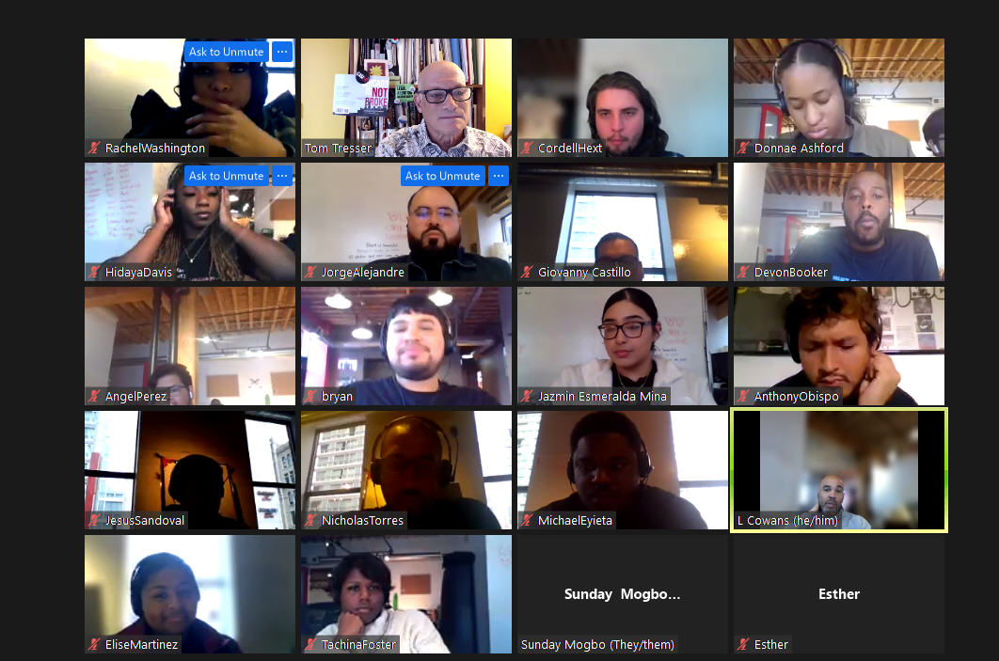 Ask to Unmute
RachelWashington
NOT
Tom Tresser
CordellHext
Donnae Ashford
Ask to Unmute
HidayaDavis
Ask to Unmute
JorgeAlejandre
Giovanny Castillo
DevonBooker
AngelPerez
bryan
Jazmin Esmeralda Mina
AnthonyObispo
JesusSandoval
NicholasTorres
MichaelEyieta
L Cowans (he/him)
EliseMartinez
TachinaFoster
Sunday Mogbo...
Sunday Mogbo (They/them)
Esther
Esther